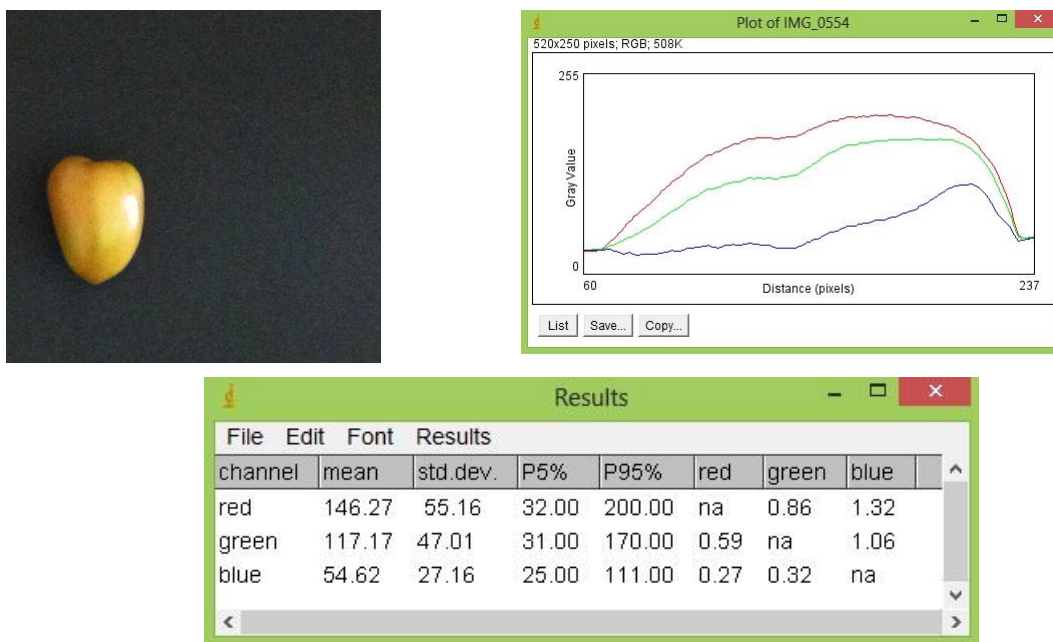 Plot of IMG_0554
520x250 pixels; RGB; 508K
255
Gray Value
0
60
Distance (pixels)
237
List Save... Copy...
Results
File Edit Font Results
channel mean std.dev. P5% P95% red green blue
red 146.27 55.16 32.00 200.00 na 0.86 1.32
green 117.17 47.01 31.00 170.00 0.59 na 1.06
blue 54.62 27.16 25.00 111.00 0.27 0.32 na